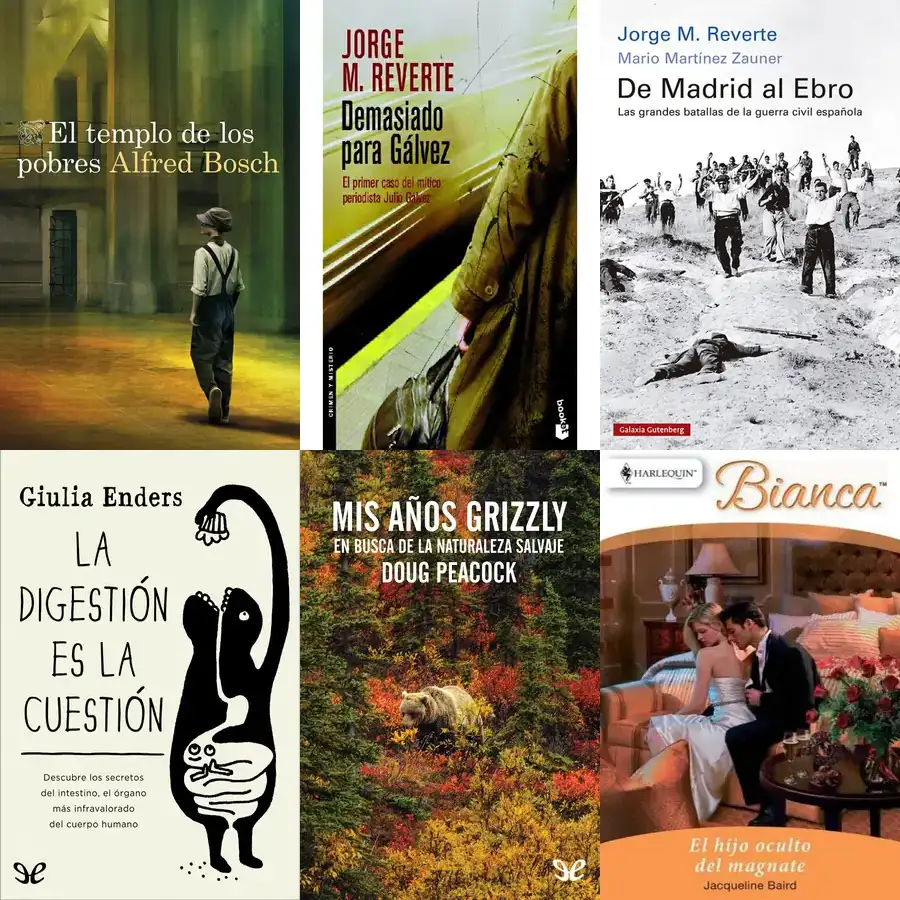 El templo de los
pobres Alfred Bosch
JORGE
M. REVERTE
Demasiado
para Gálvez
El primer caso del mítico
periodista Julio Gálvez
CRIMEN Y MISTERIO
booket
Jorge M. Reverte
Mario Martínez Zauner
De Madrid al Ebro
Las grandes batallas de la guerra civil española
Galaxia Gutenberg
Giulia Enders
LA
DIGESTIÓN
ES LA
CUESTIÓN
Descubre los secretos
del intestino, el órgano
más infravalorado
del cuerpo humano
MIS AÑOS GRIZZLY
EN BUSCA DE LA NATURALEZA SALVAJE
DOUG PEACOCK
HARLEQUIN™
Bianca™
El hijo oculto
del magnate
Jacqueline Baird